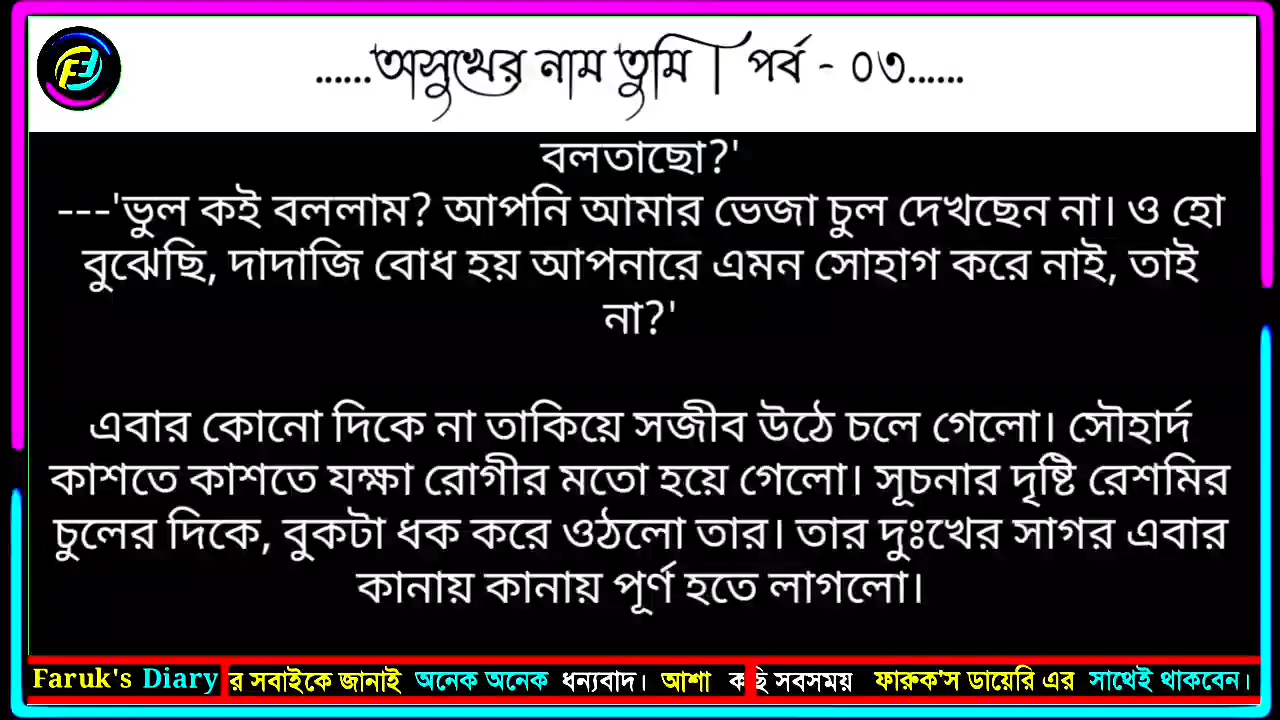 ......অসুখের নাম তুমি | পর্ব - ০৩......
বলতাছো?'
---'ভুল কই বললাম? আপনি আমার ভেজা চুল দেখছেন না। ও হো
বুঝেছি, দাদাজি বোধ হয় আপনারে এমন সোহাগ করে নাই, তাই
না?'
এবার কোনো দিকে না তাকিয়ে সজীব উঠে চলে গেলো। সৌহার্দ
কাশতে কাশতে যক্ষা রোগীর মতো হয়ে গেলো। সূচনার দৃষ্টি রেশমির
চুলের দিকে, বুকটা ধক করে ওঠলো তার। তার দুঃখের সাগর এবার
কানায় কানায় পূর্ণ হতে লাগলো।
Faruk's Diary র সবাইকে জানাই অনেক অনেক ধন্যবাদ। আশা ক ছি সবসময় ফারুক'স ডায়েরি এর সাথেই থাকবেন।